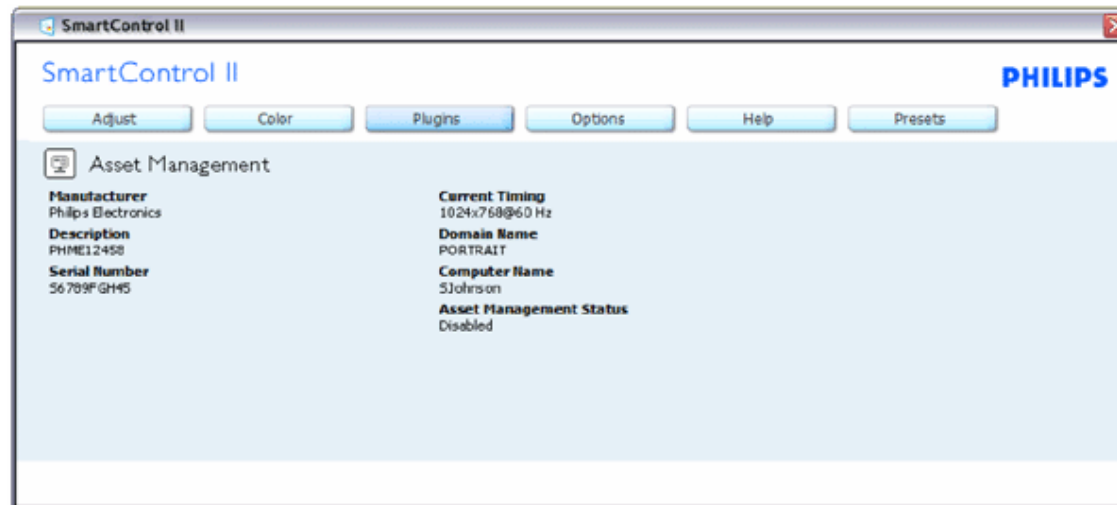 SmartControl II
SmartControl II
PHILIPS
Adjust Color Plugins Options Help Presets
Asset Management
Manufacturer
Philips Electronics
Description
PHME12458
Serial Number
S6789FGH45
Current Timing
1024x768@60 Hz
Domain Name
PORTRAIT
Computer Name
SJohnson
Asset Management Status
Disabled